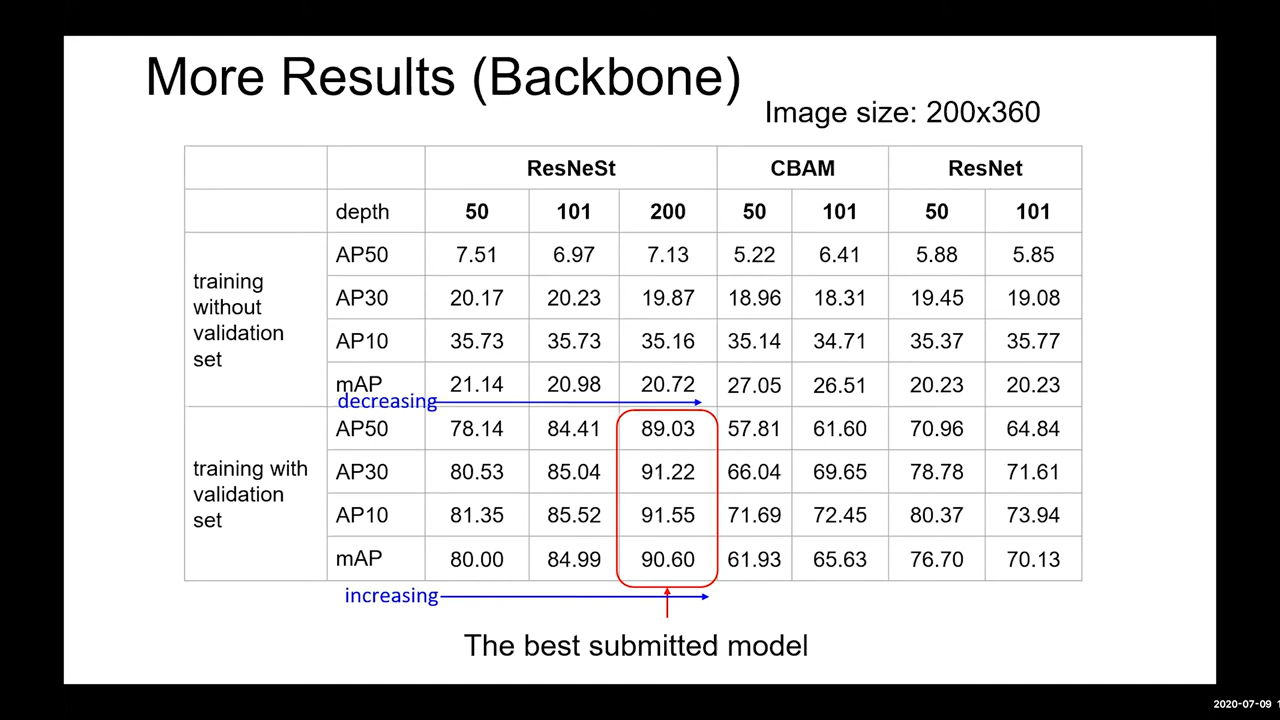 More Results (Backbone)
Image size: 200x360
ResNeSt CBAM ResNet
depth 50 101 200 50 101 50 101
training without validation set
AP50 7.51 6.97 7.13 5.22 6.41 5.88 5.85
AP30 20.17 20.23 19.87 18.96 18.31 19.45 19.08
AP10 35.73 35.73 35.16 35.14 34.71 35.37 35.77
mAP 21.14 20.98 20.72 27.05 26.51 20.23 20.23
decreasing
training with validation set
AP50 78.14 84.41 89.03 57.81 61.60 70.96 64.84
AP30 80.53 85.04 91.22 66.04 69.65 78.78 71.61
AP10 81.35 85.52 91.55 71.69 72.45 80.37 73.94
mAP 80.00 84.99 90.60 61.93 65.63 76.70 70.13
increasing
The best submitted model
2020-07-09